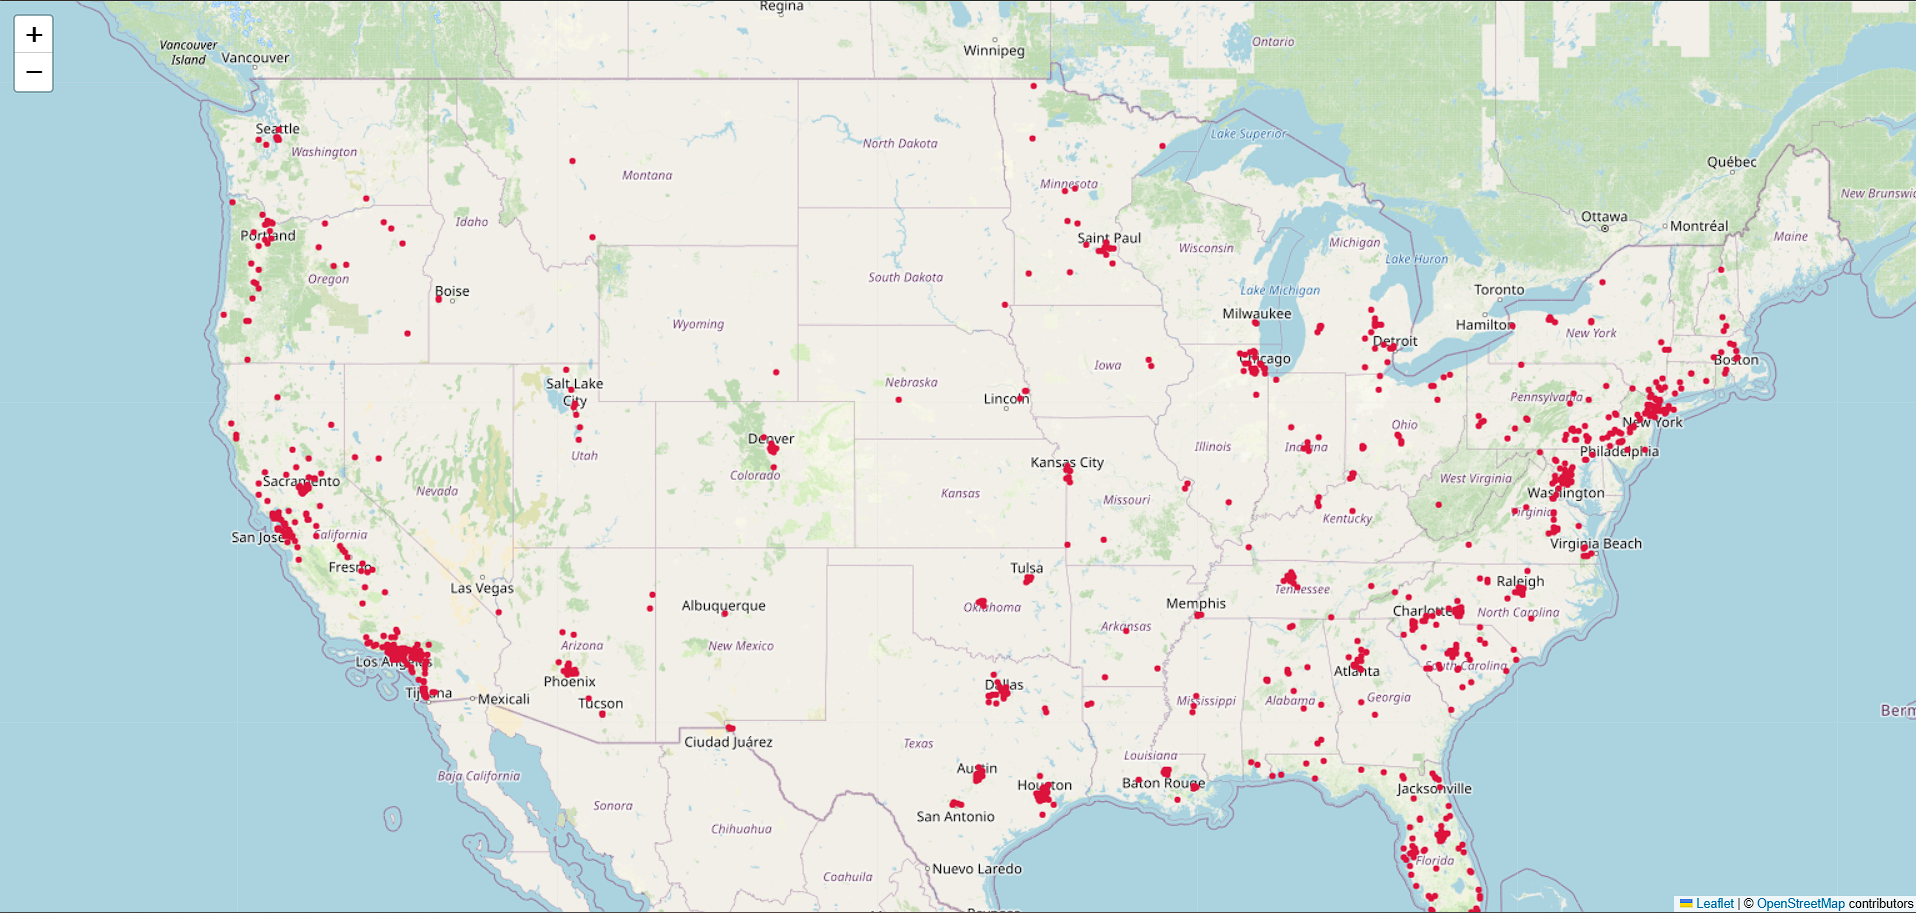 +
−
Regina
Vancouver
Island
Vancouver
Winnipeg
Ontario
Seattle
Washington
Lake Superior
North Dakota
Montana
Minnesota
Québec
New Brunswic
Idaho
Portland
Saint Paul
Wisconsin
Michigan
Ottawa
Montréal
Maine
Oregon
South Dakota
Lake Huron
Boise
Lake Michigan
Toronto
Wyoming
Milwaukee
Hamilton
New York
Detroit
Chicago
Boston
Iowa
Salt Lake
City
Nebraska
Lincoln
Pennsylvania
New York
Ohio
Denver
Utah
Illinois
Indiana
Philadelphia
Kansas City
Colorado
Sacramento
Nevada
Kansas
Missouri
West Virginia
Washington
Virginia
Kentucky
San Jose
California
Virginia Beach
Fresno
Tulsa
Las Vegas
Albuquerque
Oklahoma
Memphis
Tennessee
Raleigh
Charlotte
North Carolina
Arkansas
Arizona
New Mexico
Los Angeles
South Carolina
Phoenix
Dallas
Atlanta
Tijuana
Mexicali
Tucson
Mississippi
Alabama
Georgia
Berm
Ciudad Juárez
Texas
Louisiana
Baja California
Austin
Houston
Baton Rouge
Jacksonville
Sonora
San Antonio
Chihuahua
Florida
Nuevo Laredo
Coahuila
Leaflet | © OpenStreetMap contributors